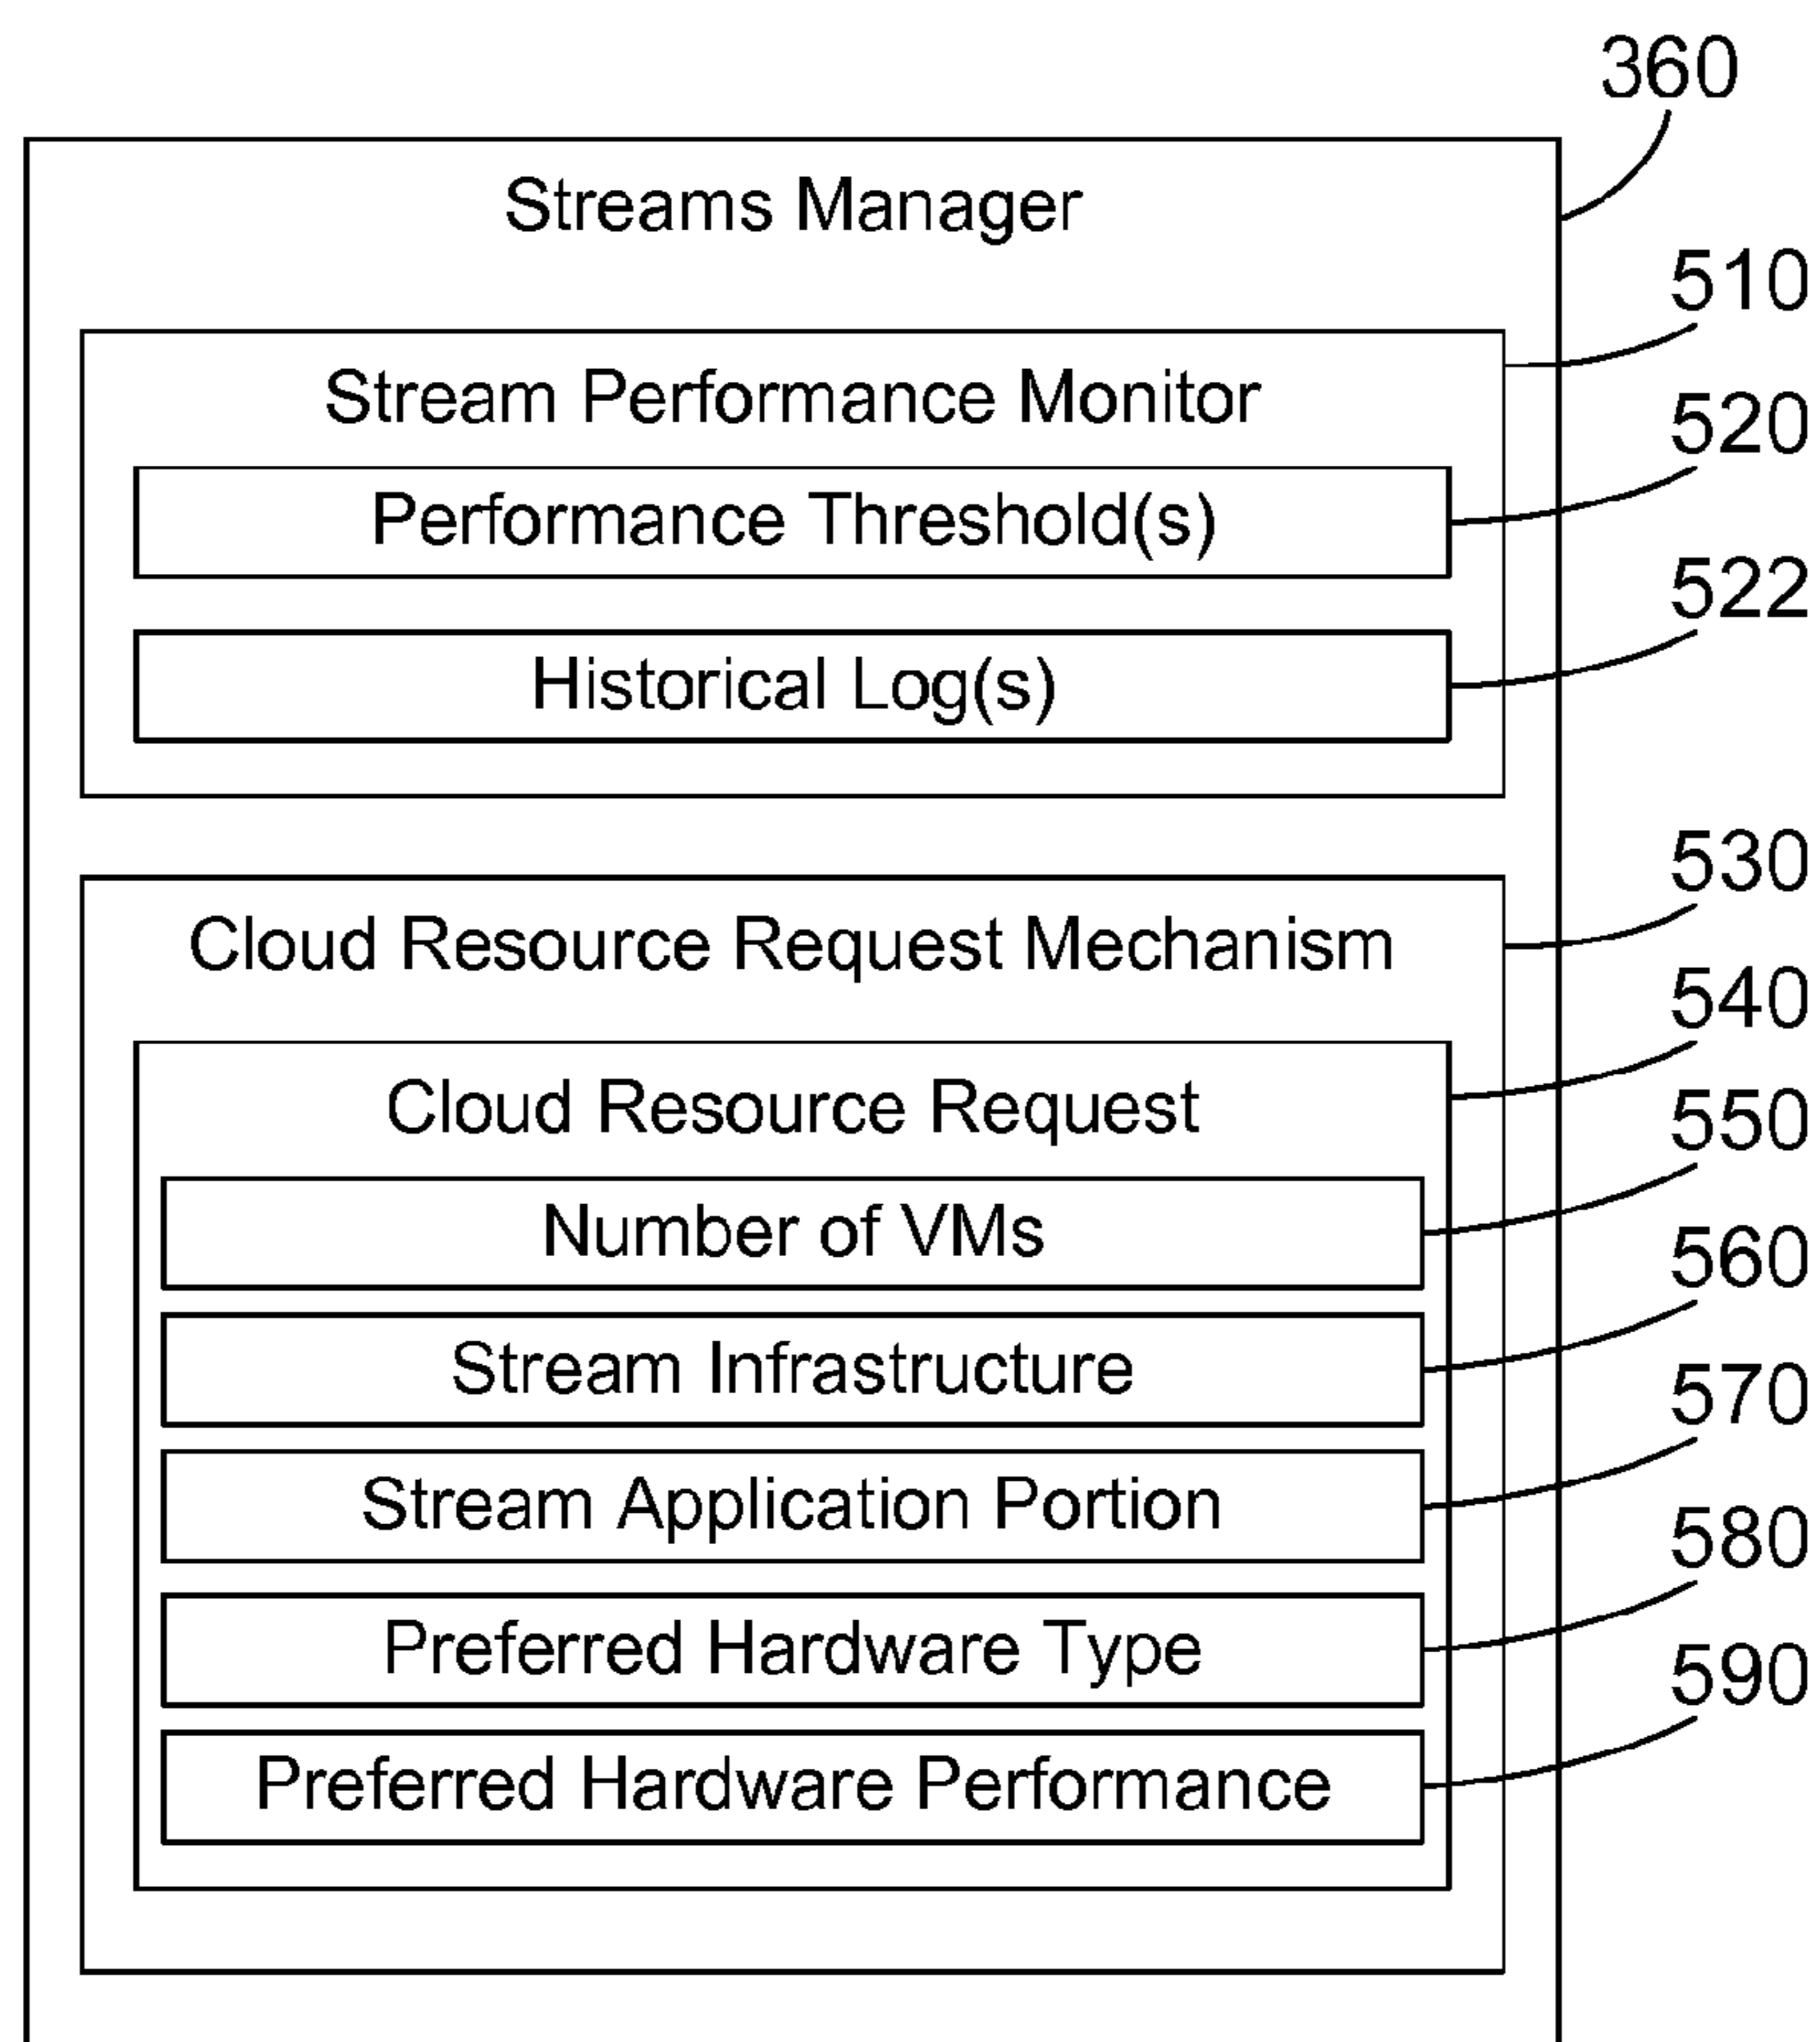 360
Streams Manager
510
Stream Performance Monitor
520
Performance Threshold(s)
522
Historical Log(s)
530
Cloud Resource Request Mechanism
540
Cloud Resource Request
550
Number of VMs
560
Stream Infrastructure
570
Stream Application Portion
580
Preferred Hardware Type
590
Preferred Hardware Performance